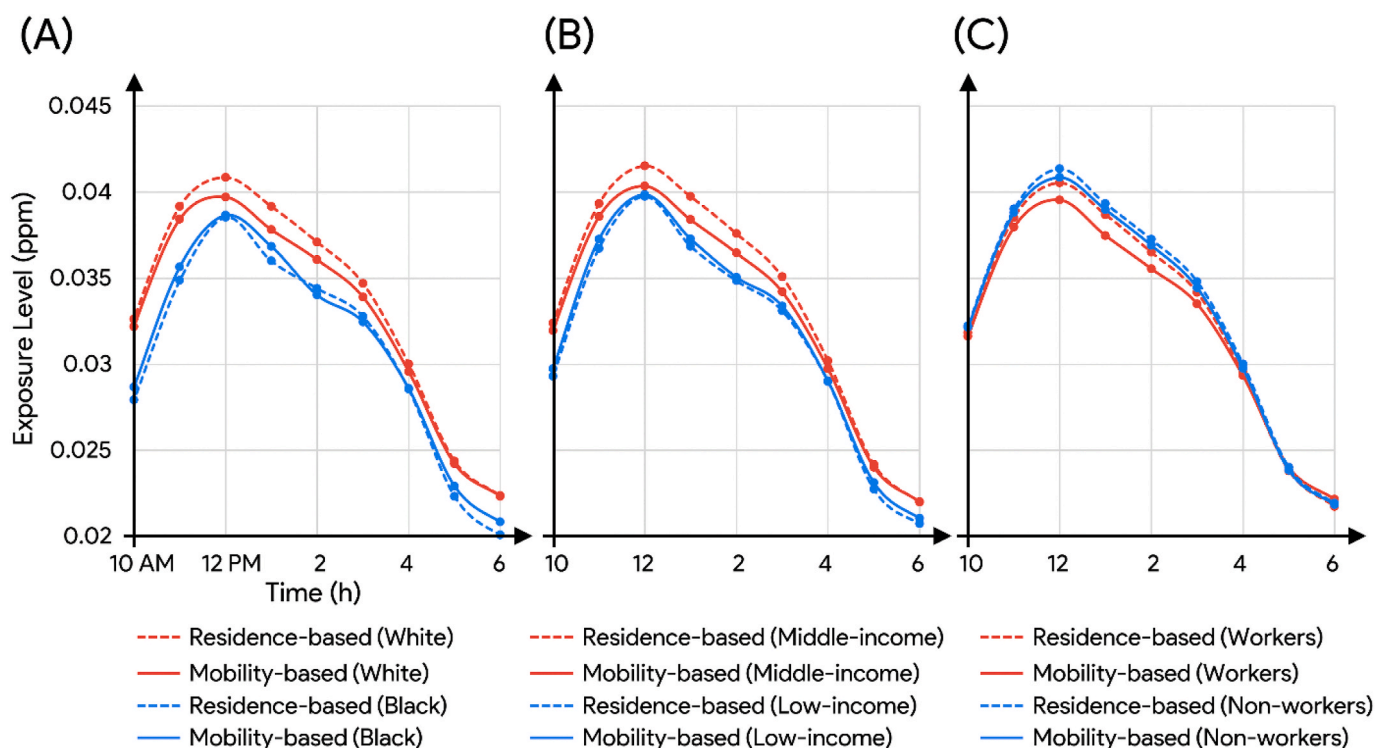 (A)
(B)
(C)
Exposure Level (ppm)
0.045
0.04
0.035
0.03
0.025
0.02
10 AM 12 PM 2 4 6
Time (h)
10 12 2 4 6
10 12 2 4 6
Residence-based (White)
Mobility-based (White)
Residence-based (Black)
Mobility-based (Black)
Residence-based (Middle-income)
Mobility-based (Middle-income)
Residence-based (Low-income)
Mobility-based (Low-income)
Residence-based (Workers)
Mobility-based (Workers)
Residence-based (Non-workers)
Mobility-based (Non-workers)